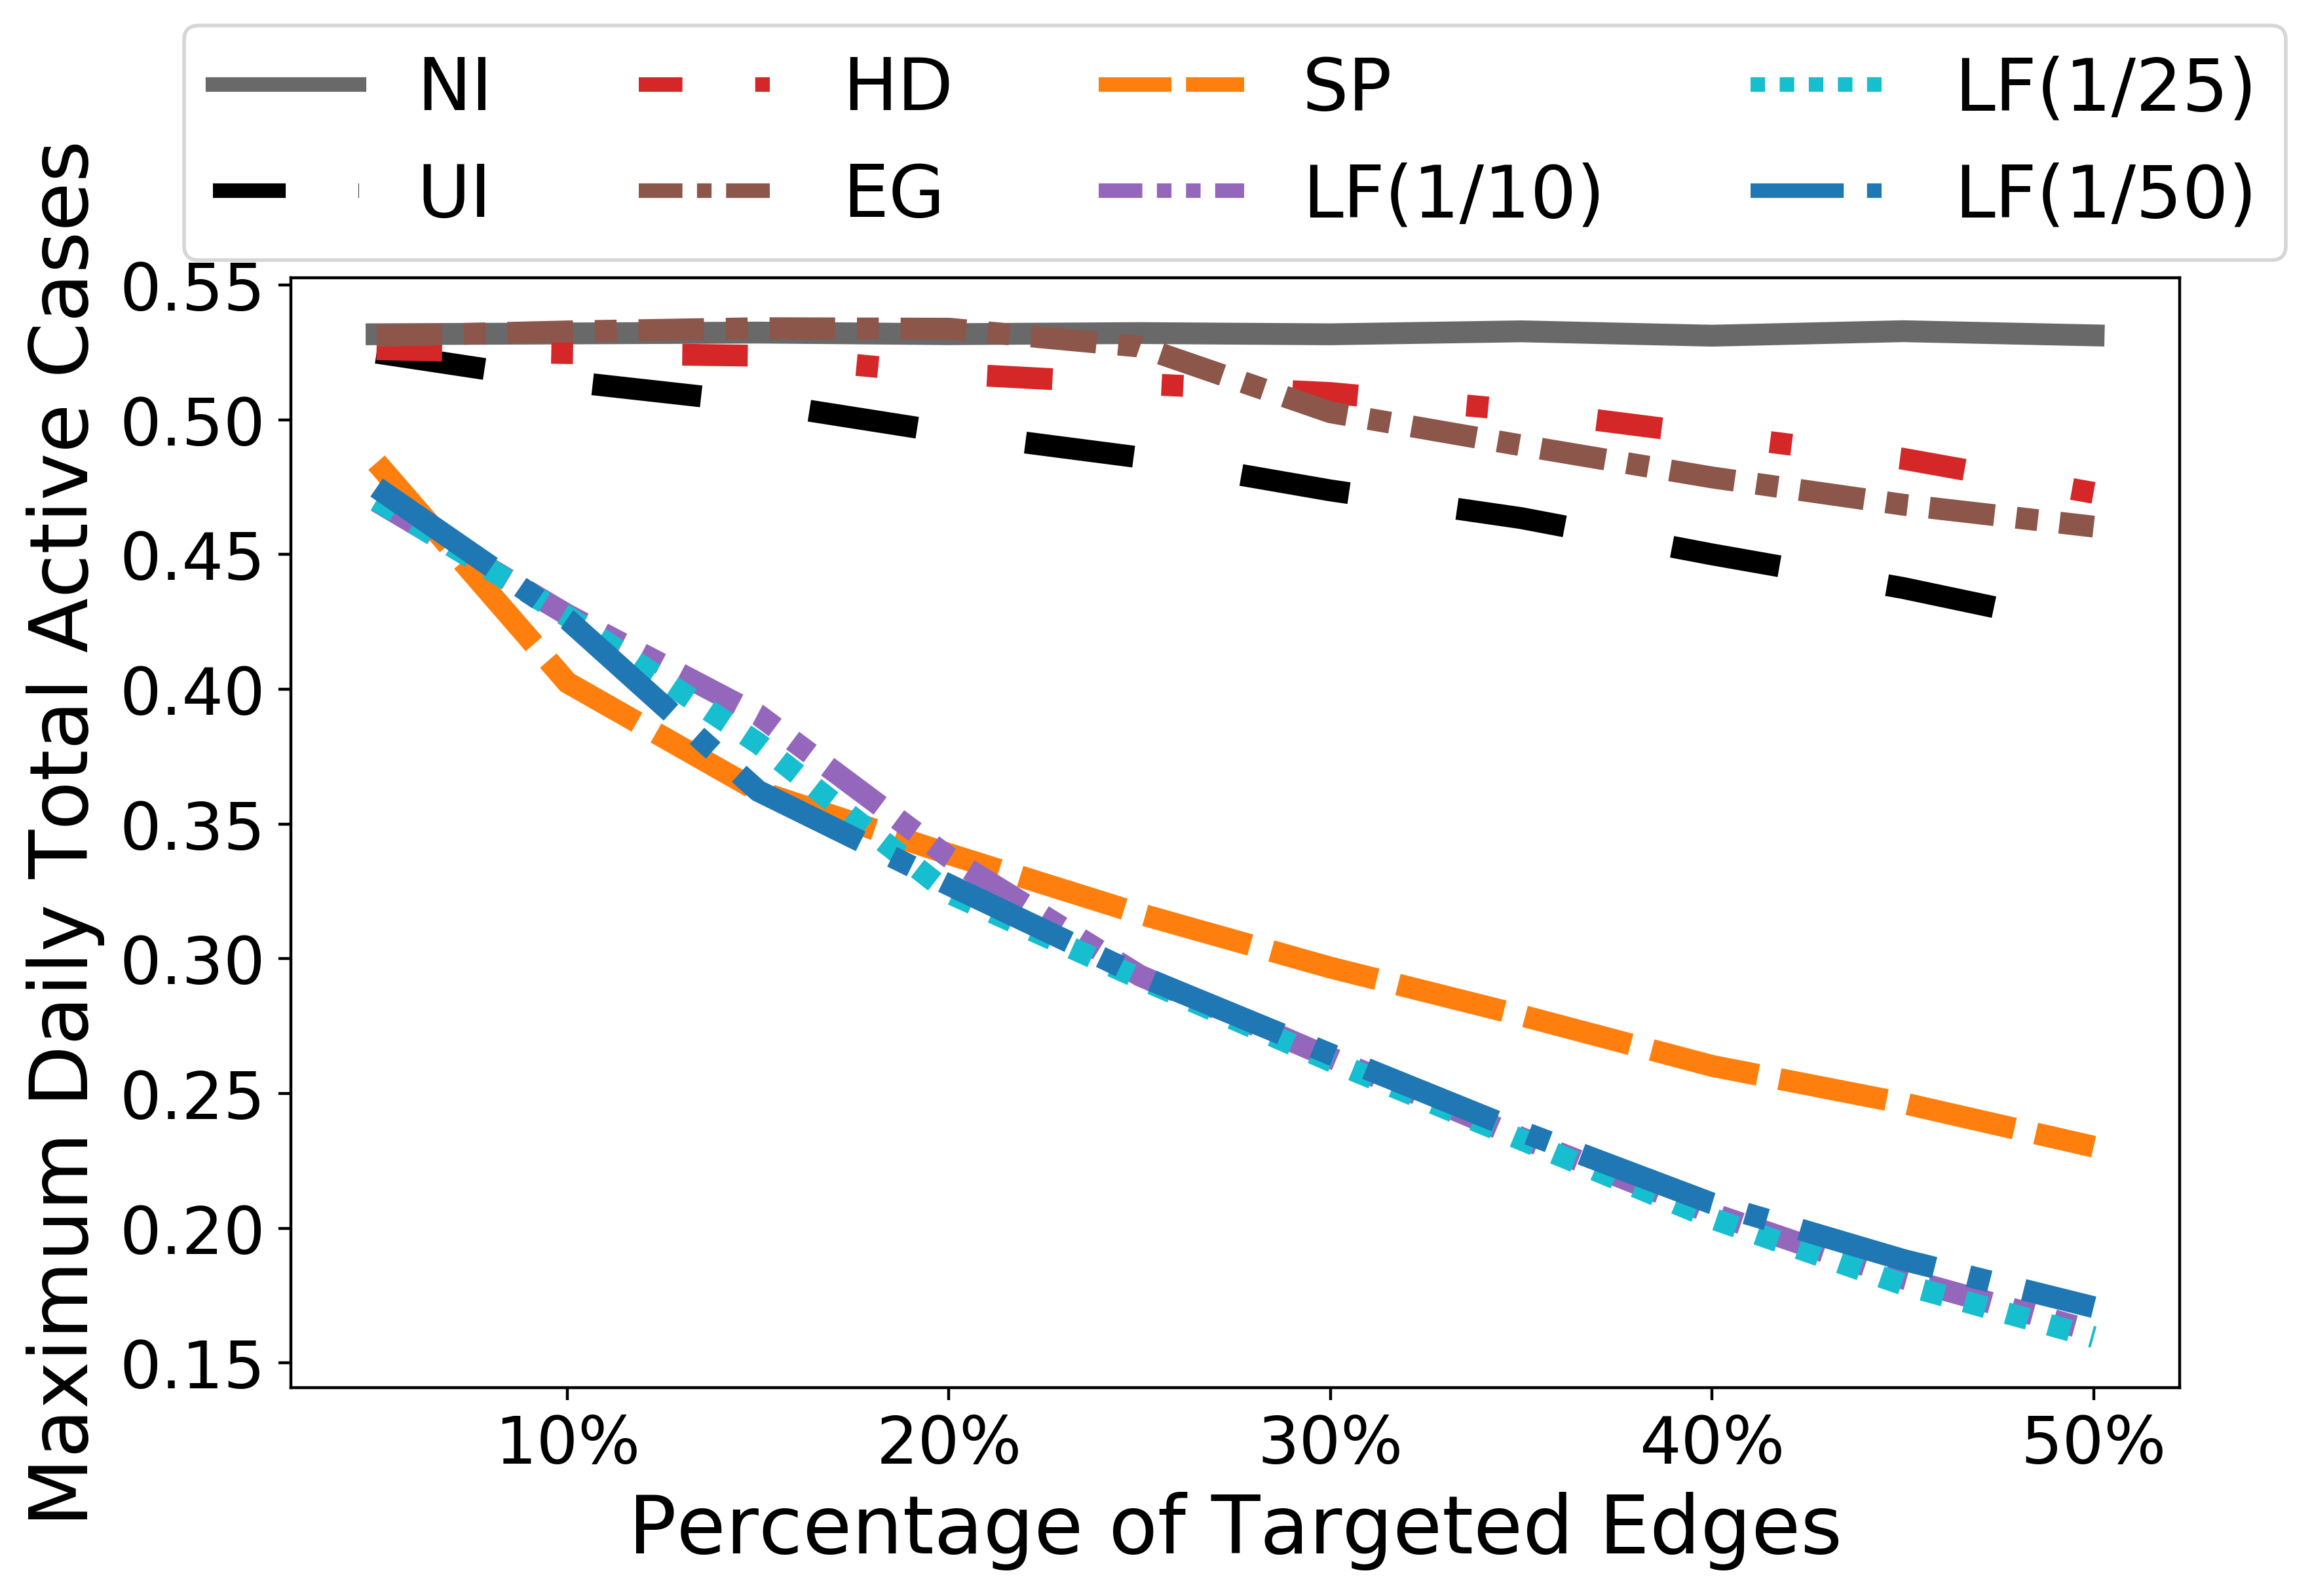 NI HD SP LF(1/25)
UI EG LF(1/10) LF(1/50)
Maximum Daily Total Active Cases
0.55
0.50
0.45
0.40
0.35
0.30
0.25
0.20
0.15
10% 20% 30% 40% 50%
Percentage of Targeted Edges